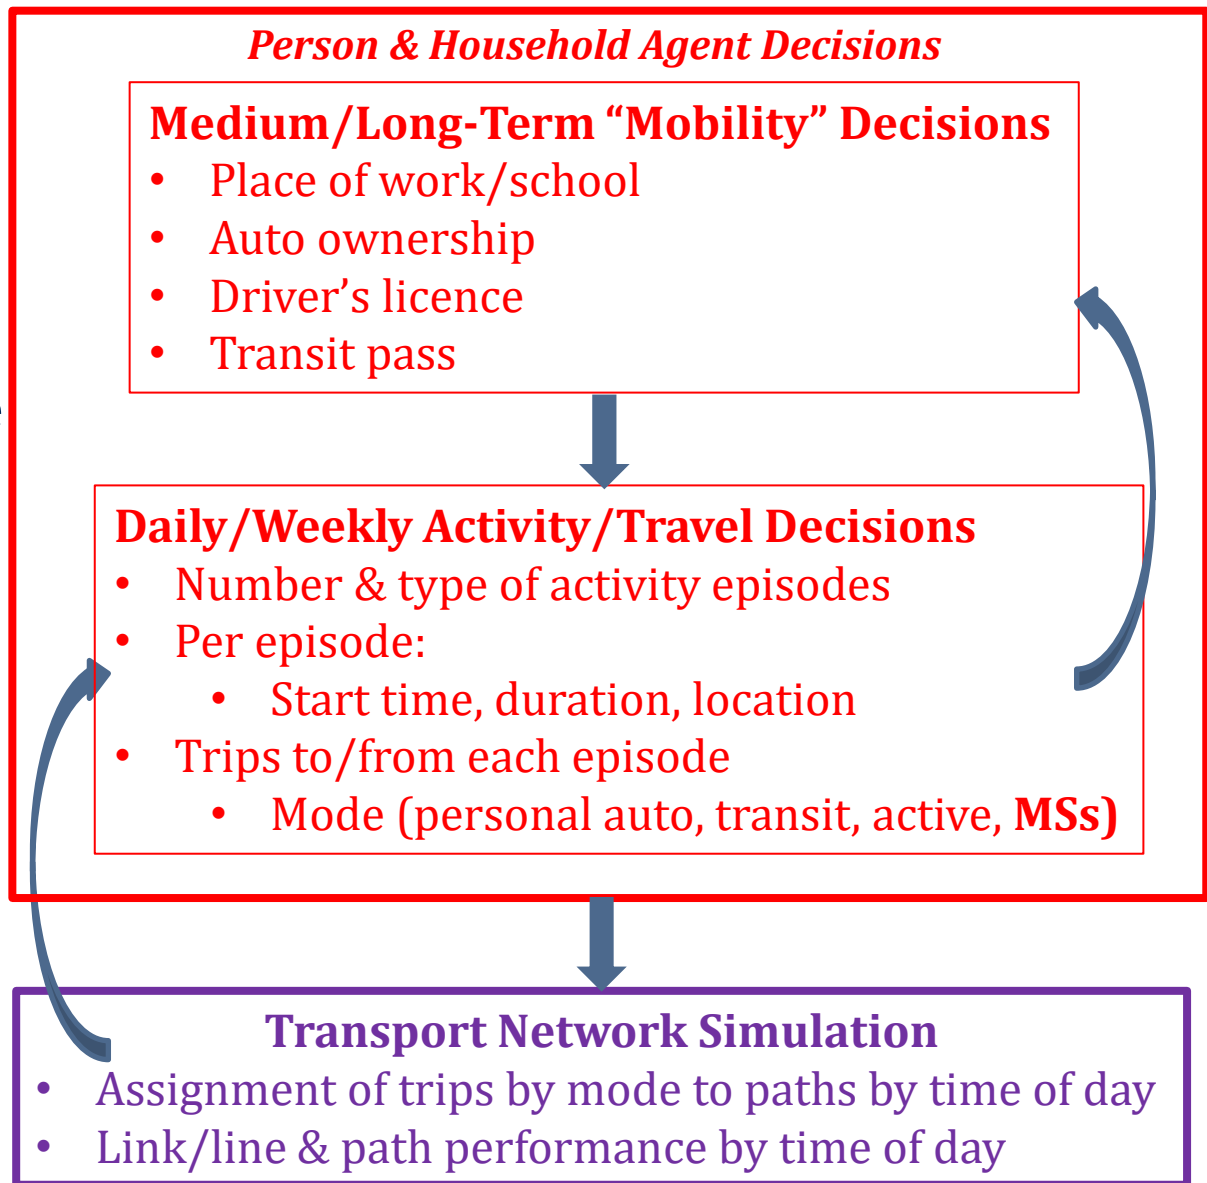 Person & Household Agent Decisions
Medium/Long-Term “Mobility” Decisions
• Place of work/school
• Auto ownership
• Driver’s licence
• Transit pass
Daily/Weekly Activity/Travel Decisions
• Number & type of activity episodes
• Per episode:
• Start time, duration, location
• Trips to/from each episode
• Mode (personal auto, transit, active, MSs)
Transport Network Simulation
• Assignment of trips by mode to paths by time of day
• Link/line & path performance by time of day